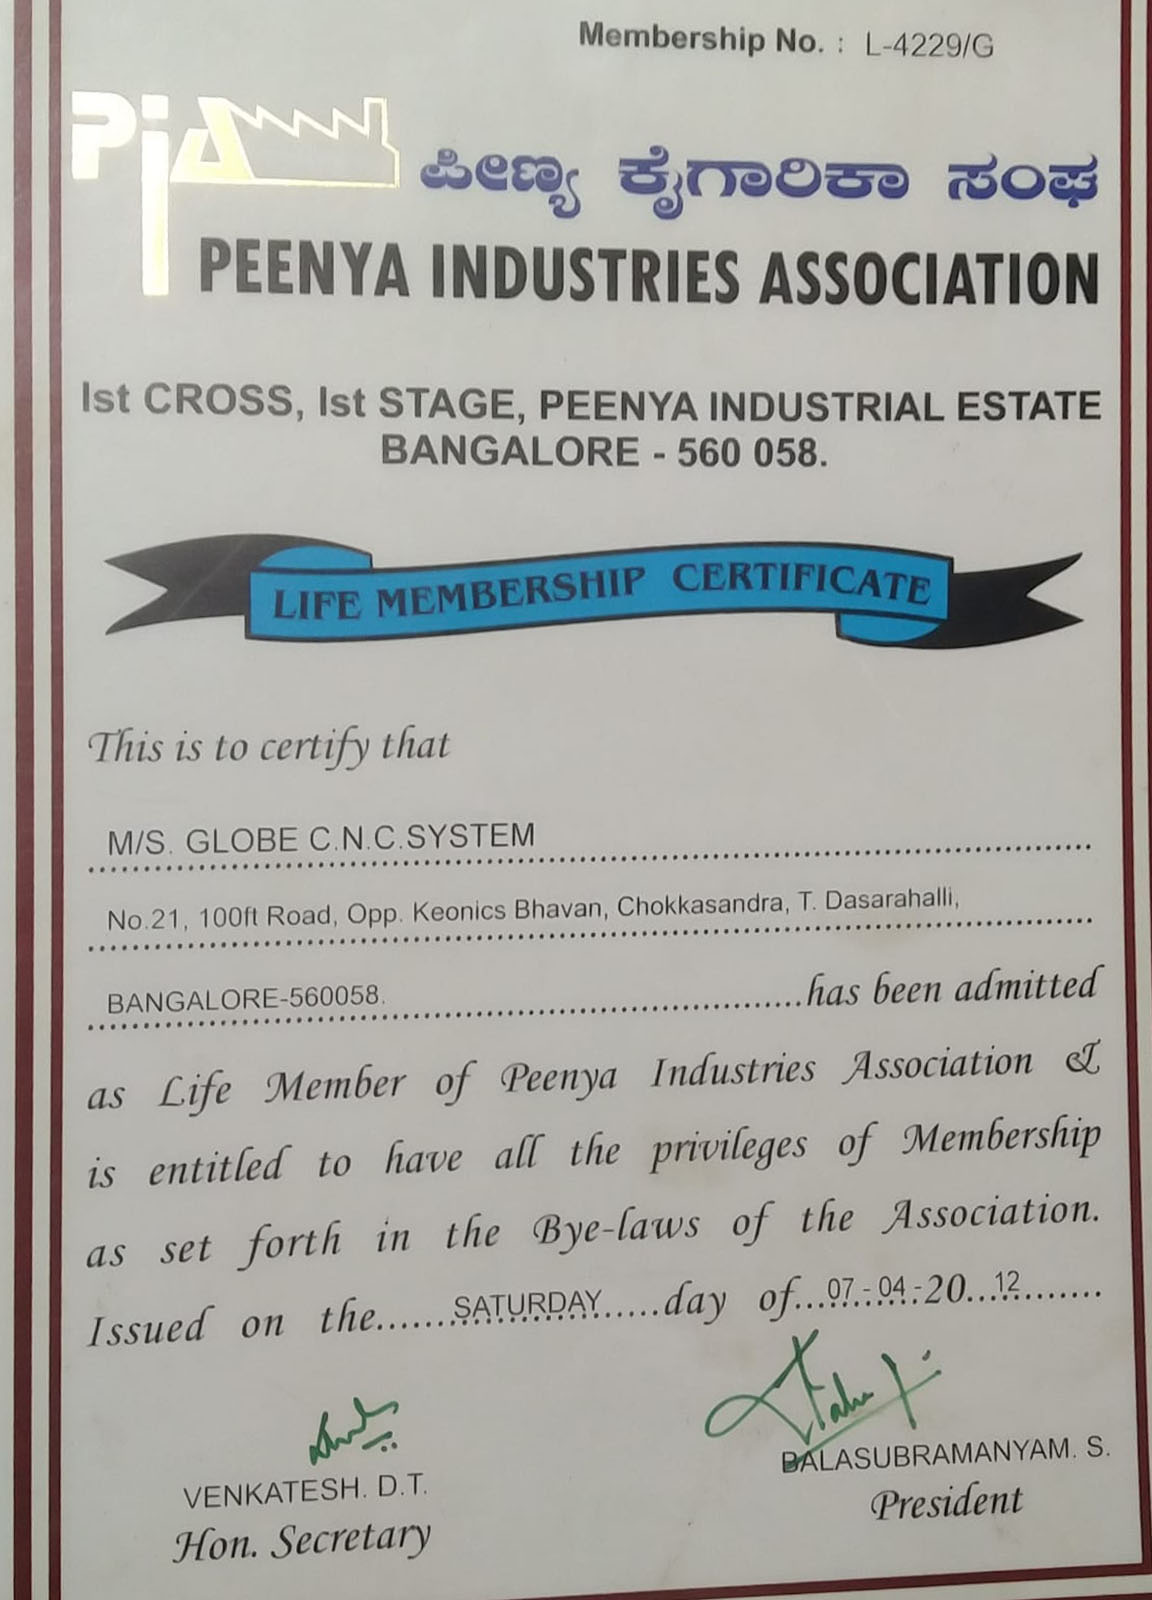 Membership No. : L-4229/G
PiA
ಪೀಣ್ಯ ಕೈಗಾರಿಕಾ ಸಂಘ
PEENYA INDUSTRIES ASSOCIATION
Ist CROSS, Ist STAGE, PEENYA INDUSTRIAL ESTATE
BANGALORE - 560 058.
LIFE MEMBERSHIP CERTIFICATE
This is to certify that
M/S. GLOBE C.N.C.SYSTEM
No.21, 100ft Road, Opp. Keonics Bhavan, Chokkasandra, T. Dasarahalli,
BANGALORE-560058. has been admitted
as Life Member of Peenya Industries Association &
is entitled to have all the privileges of Membership
as set forth in the Bye-laws of the Association.
Issued on the......SATURDAY.....day of...07-04-20...12........
VENKATESH. D.T.
Hon. Secretary
BALASUBRAMANYAM. S.
President